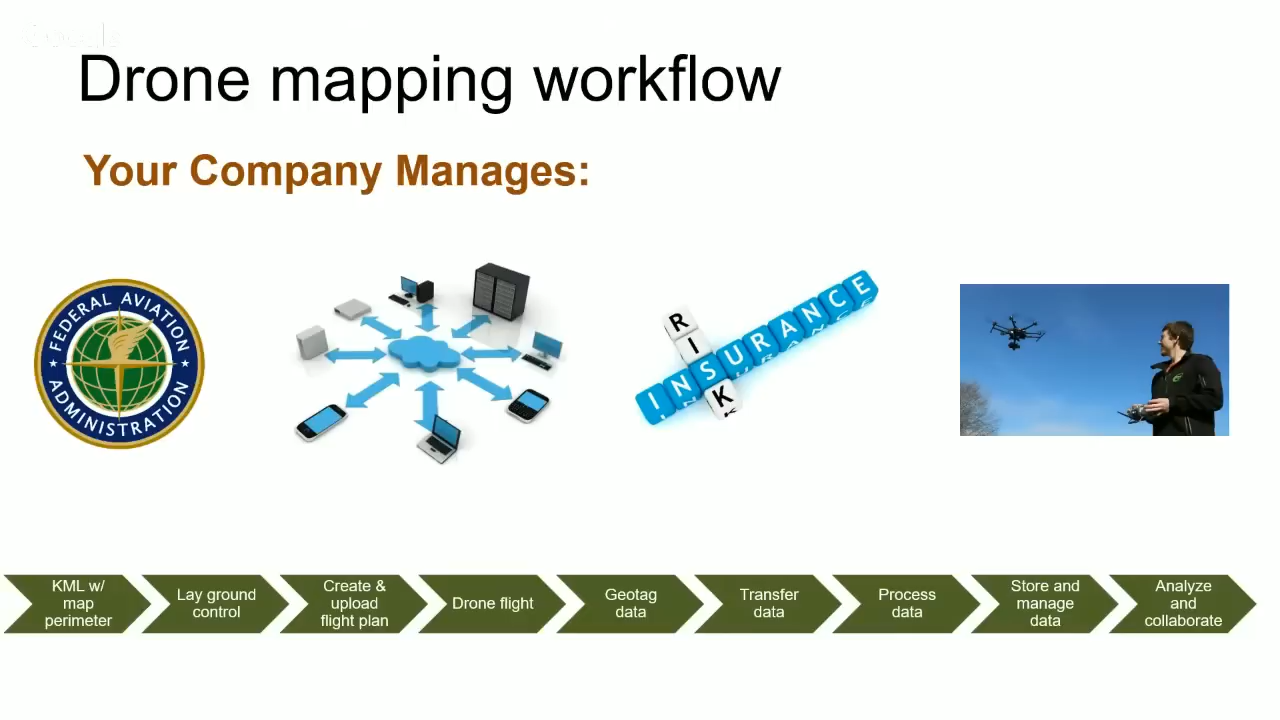 Drone mapping workflow
Your Company Manages:
FEDERAL AVIATION
ADMINISTRATION
RISK
INSURANCE
KML w/
map
perimeter
Lay ground
control
Create &
upload
flight plan
Drone flight
Geotag
data
Transfer
data
Process
data
Store and
manage
data
Analyze
and
collaborate